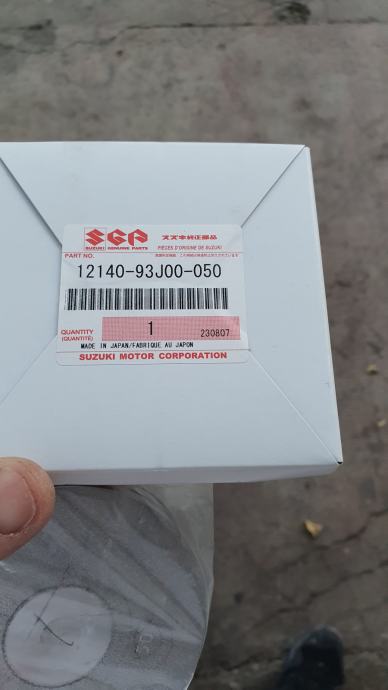 SGP
スズキ純正部品
SUZUKI GENUINE PARTS
PIÈCES D'ORIGINE DE SUZUKI
PART NO.
12140-93J00-050
QUANTITY
(QUANTITÉ)
1
230807
MADE IN JAPAN/FABRIQUE AU JAPON
SUZUKI MOTOR CORPORATION